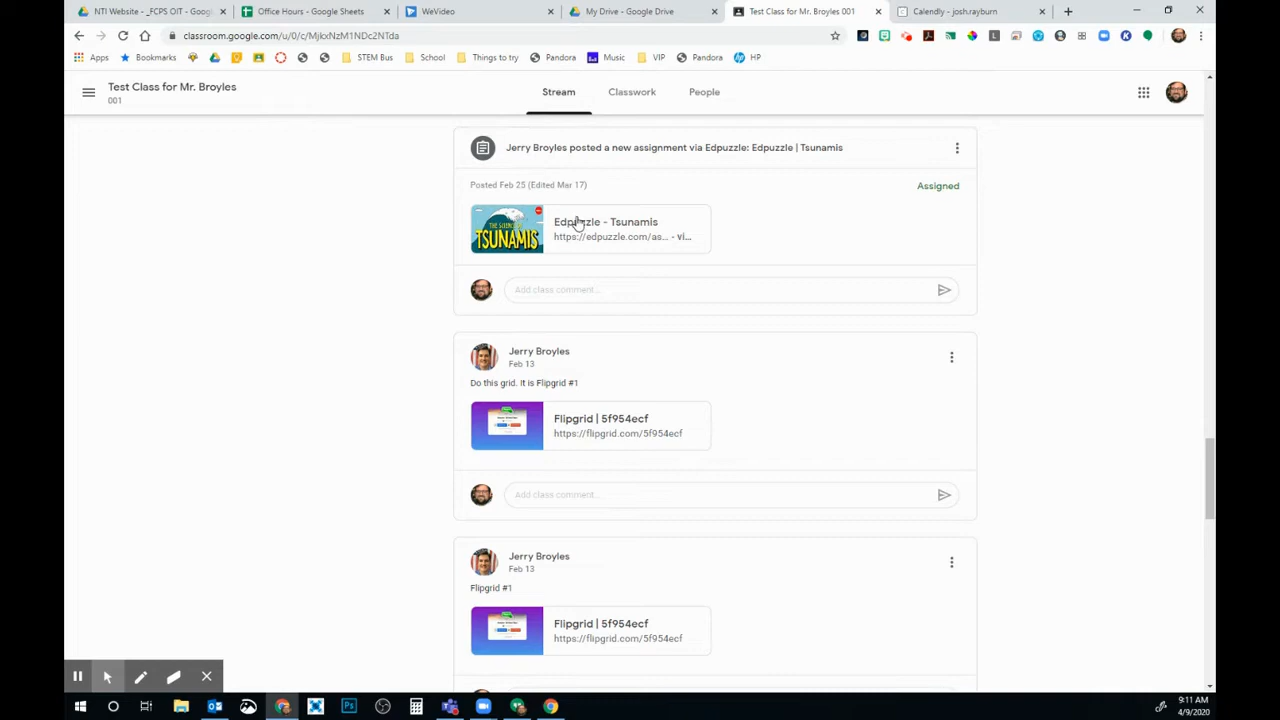 NTI Website - _FCPS OIT - Goog
Office Hours - Google Sheets
WeVideo
My Drive - Google Drive
Test Class for Mr. Broyles 001
Calendly - josh.rayburn
classroom.google.com/u/0/c/MjkxNzM1NDc2NTda
Apps
Bookmarks
STEM Bus
School
Things to try
Pandora
Music
VIP
Pandora
HP
Test Class for Mr. Broyles
001
Stream
Classwork
People
Jerry Broyles posted a new assignment via Edpuzzle: Edpuzzle | Tsunamis
Posted Feb 25 (Edited Mar 17)
Assigned
THE SCIENCE OF
TSUNAMIS
Edpuzzle - Tsunamis
https://edpuzzle.com/as... - vi...
Add class comment...
Jerry Broyles
Feb 13
Do this grid. It is Flipgrid #1
Flipgrid | 5f954ecf
https://flipgrid.com/5f954ecf
Add class comment...
Jerry Broyles
Feb 13
Flipgrid #1
Flipgrid | 5f954ecf
https://flipgrid.com/5f954ecf
9:11 AM
4/9/2020